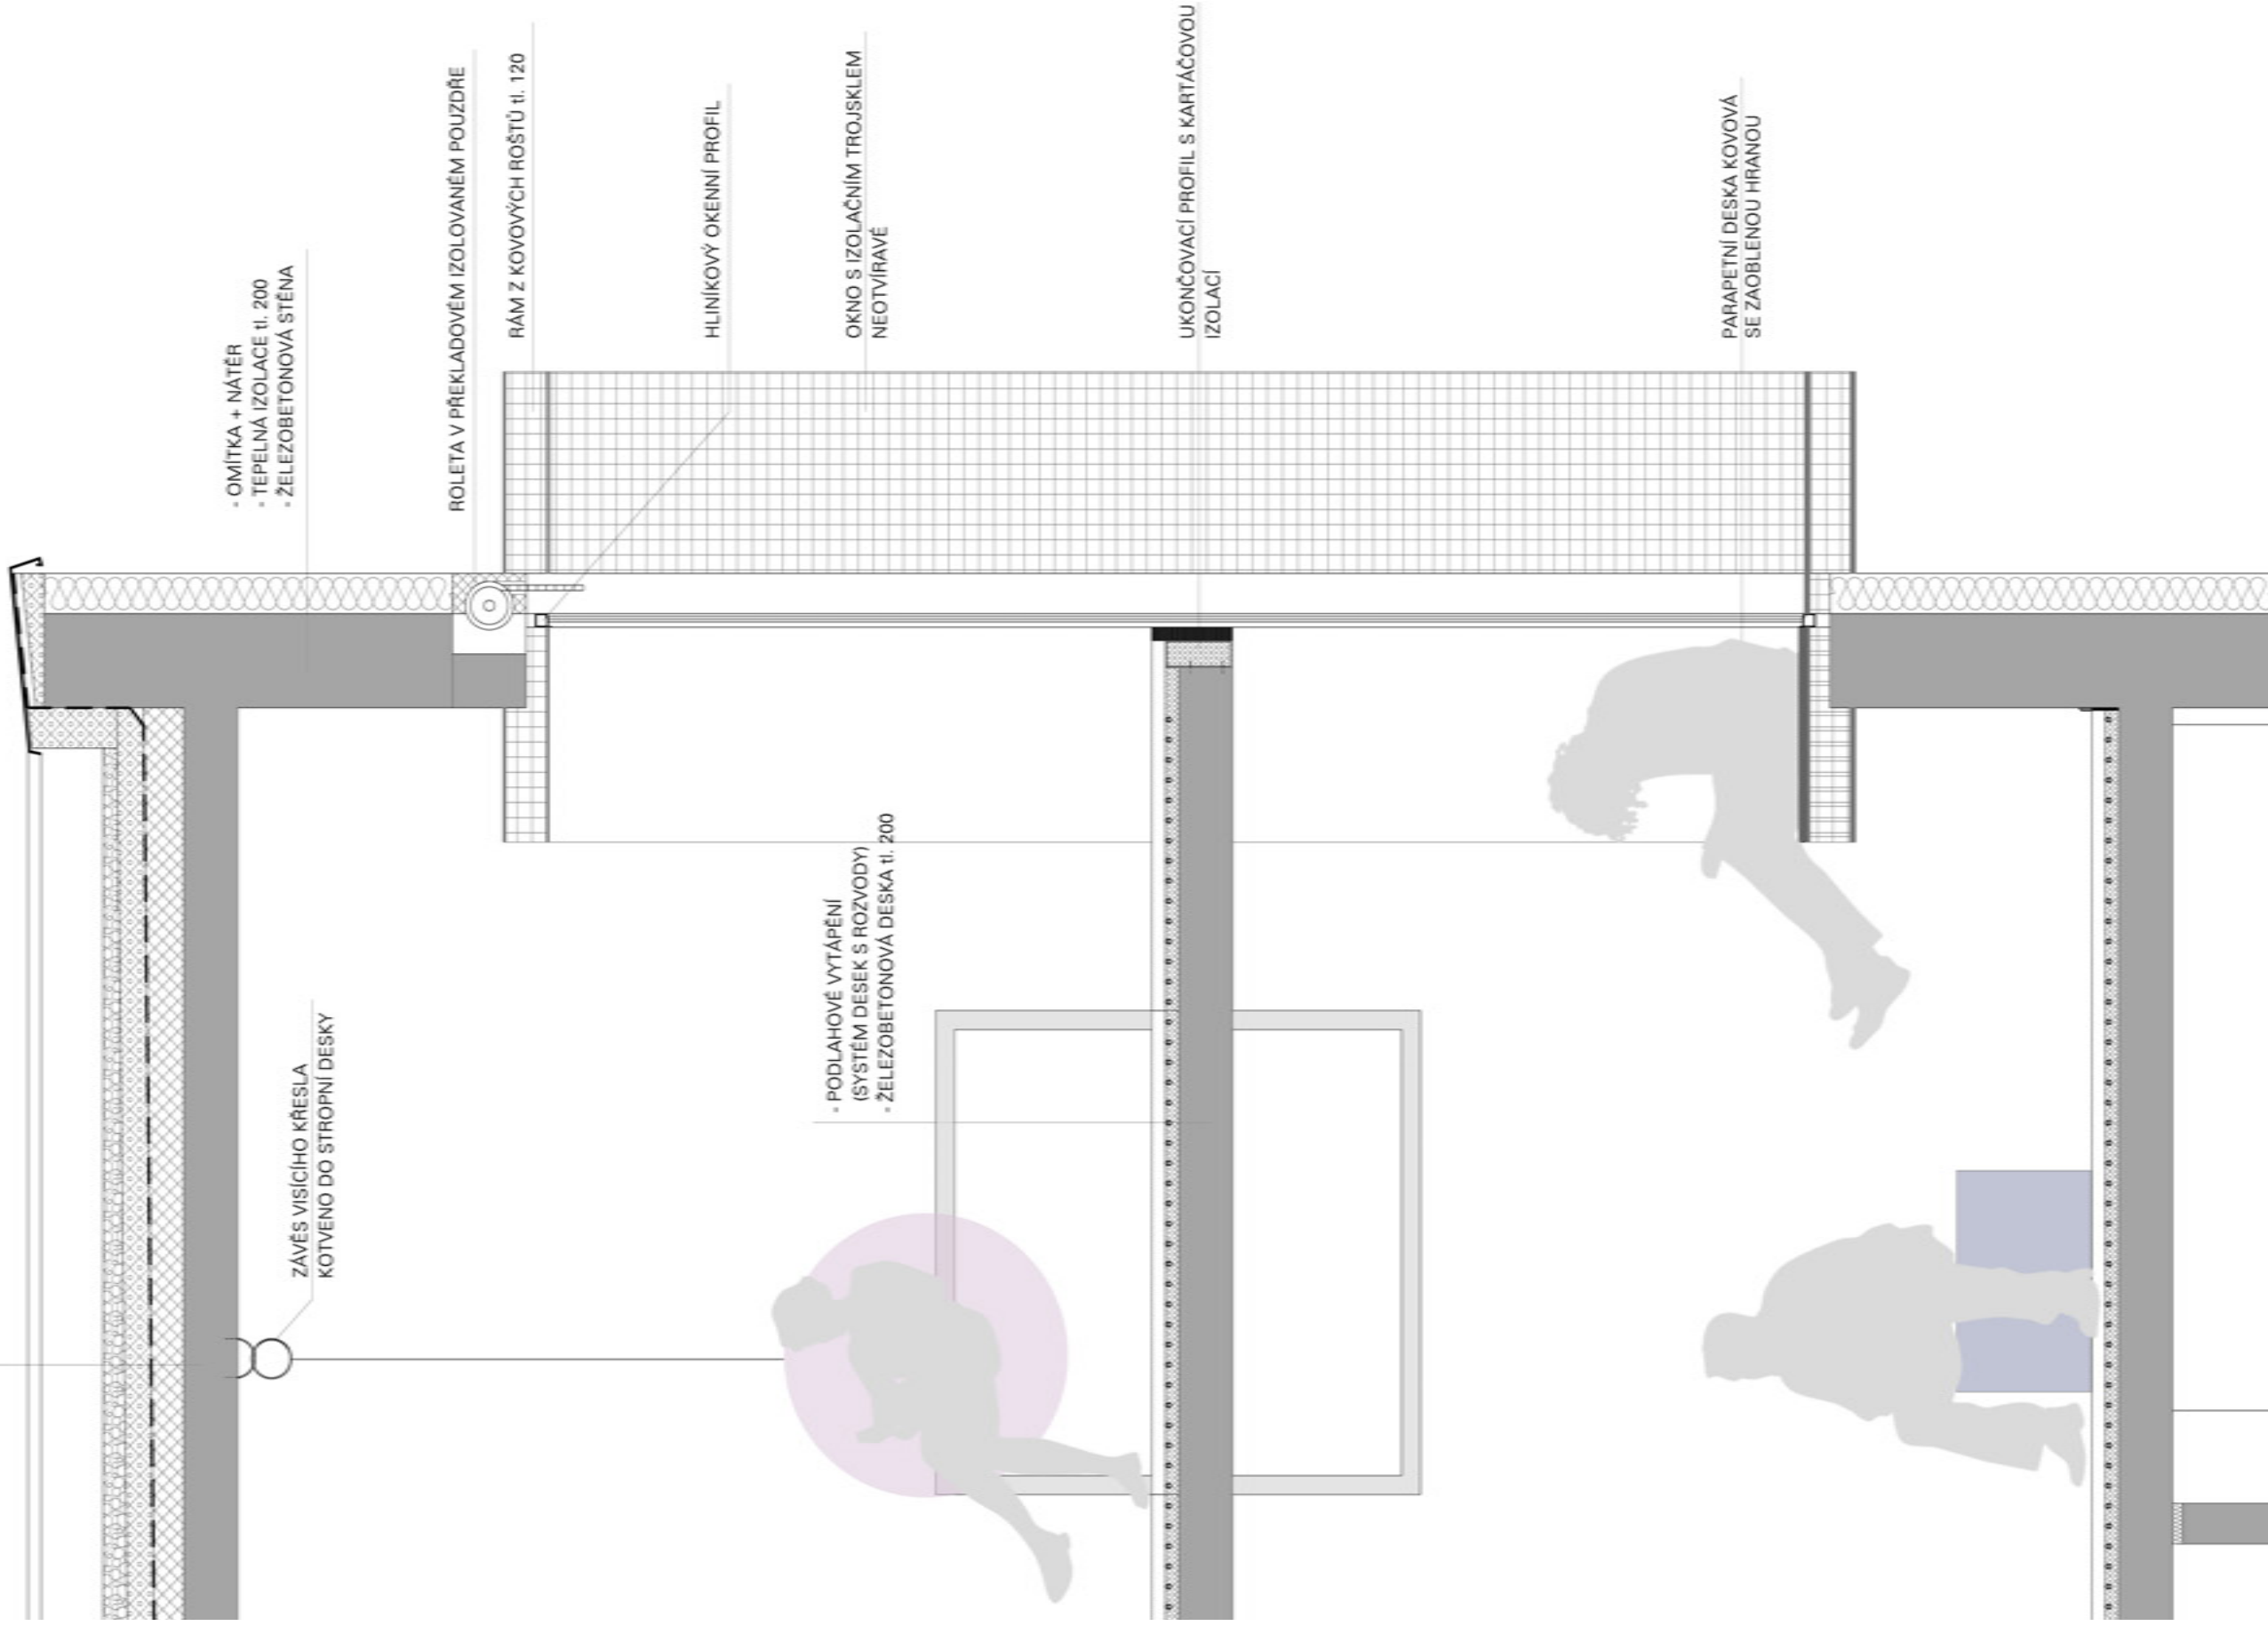 - OMÍTKA + NÁTĚR
- TEPELNÁ IZOLACE tl. 200
- ŽELEZOBETONOVÁ STĚNA
ROLETA V PŘEKLADOVÉM IZOLOVANÉM POUZDŘE
RÁM Z KOVOVÝCH ROŠTŮ tl. 120
HLINÍKOVÝ OKENNÍ PROFIL
OKNO S IZOLAČNÍM TROJSKLEM
NEOTVÍRAVÉ
UKONČOVACÍ PROFIL S KARTÁČOVOU
IZOLACÍ
PARAPETNÍ DESKA KOVOVÁ
SE ZAOBLENOU HRANOU
ZÁVĚS VISÍCÍHO KŘESLA
KOTVENO DO STROPNÍ DESKY
- PODLAHOVÉ VYTÁPĚNÍ
(SYSTÉM DESEK S ROZVODY)
- ŽELEZOBETONOVÁ DESKA tl. 200